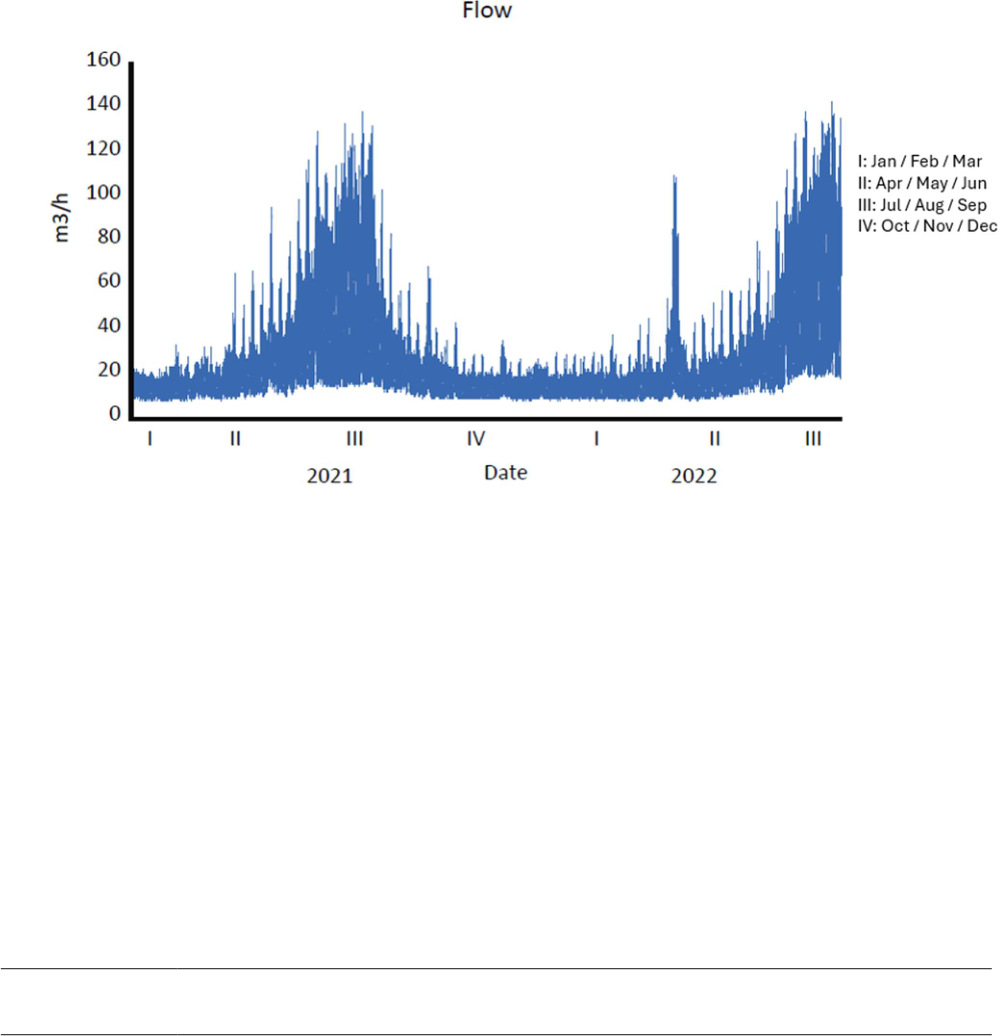 Flow
160
140
120
100
80
60
40
20
0
m3/h
I: Jan / Feb / Mar
II: Apr / May / Jun
III: Jul / Aug / Sep
IV: Oct / Nov / Dec
I II III IV I II III
2021 Date 2022